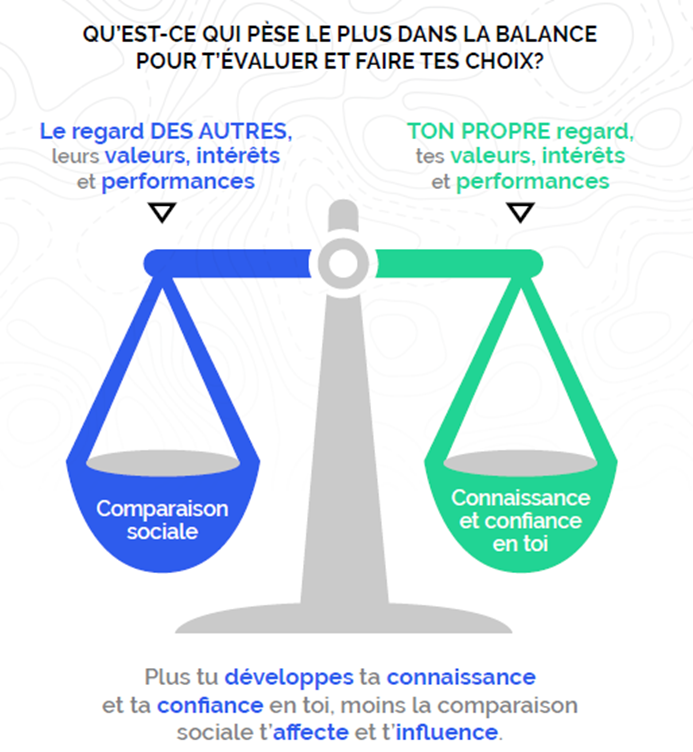 QU’EST-CE QUI PÈSE LE PLUS DANS LA BALANCE
POUR T’ÉVALUER ET FAIRE TES CHOIX?
Le regard DES AUTRES,
leurs valeurs, intérêts
et performances
TON PROPRE regard,
tes valeurs, intérêts
et performances
Comparaison
sociale
Connaissance
et confiance
en toi
Plus tu développes ta connaissance
et ta confiance en toi, moins la comparaison
sociale t’affecte et t’influence.